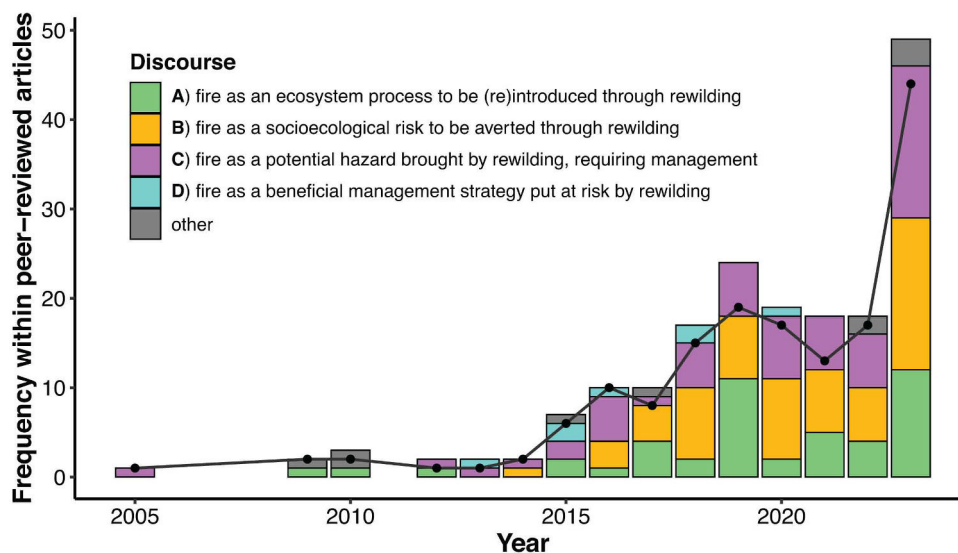 50
40
30
20
10
0
Frequency within peer−reviewed articles
Discourse
A) fire as an ecosystem process to be (re)introduced through rewilding
B) fire as a socioecological risk to be averted through rewilding
C) fire as a potential hazard brought by rewilding, requiring management
D) fire as a beneficial management strategy put at risk by rewilding
other
2005 2010 2015 2020
Year